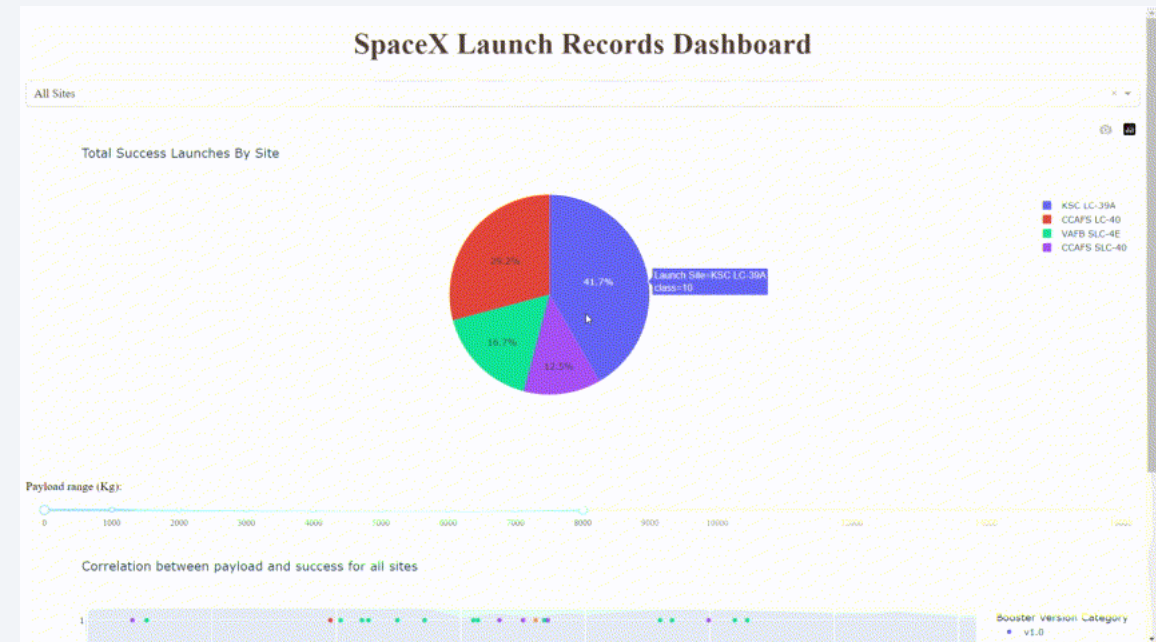 SpaceX Launch Records Dashboard
All Sites
Total Success Launches By Site
KSC LC-39A
CCAFS LC-40
VAFB SLC-4E
CCAFS SLC-40
29.2%
41.7%
Launch Site=KSC LC-39A
class=10
16.7%
12.5%
Payload range (Kg):
0 1000 2000 3000 4000 5000 6000 7000 8000 9000 10000
Correlation between payload and success for all sites
1
Booster Version Category
v1.0